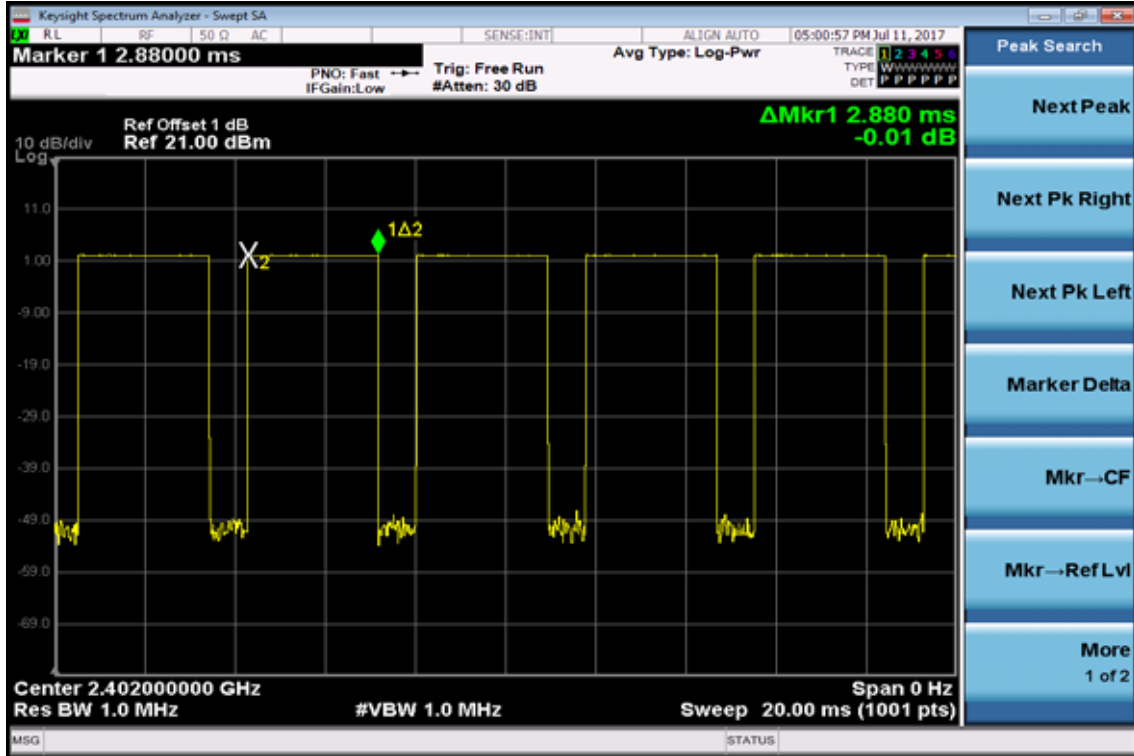 Keysight Spectrum Analyzer - Swept SA
RL RF 50 Ω AC SENSE:INT ALIGN AUTO 05:00:57 PM Jul 11, 2017
Marker 1 2.88000 ms
PNO: Fast
IFGain:Low
Trig: Free Run
#Atten: 30 dB
Avg Type: Log-Pwr
TRACE 1 2 3 4 5 6
TYPE WWWWWW
DET P P P P P P
Ref Offset 1 dB
10 dB/div Ref 21.00 dBm
Log
ΔMkr1 2.880 ms
-0.01 dB
11.0
1.00
-9.00
-19.0
-29.0
-39.0
-49.0
-59.0
-69.0
1Δ2
X2
Center 2.402000000 GHz Span 0 Hz
Res BW 1.0 MHz #VBW 1.0 MHz Sweep 20.00 ms (1001 pts)
MSG STATUS
Peak Search
Next Peak
Next Pk Right
Next Pk Left
Marker Delta
Mkr→CF
Mkr→Ref Lvl
More
1 of 2